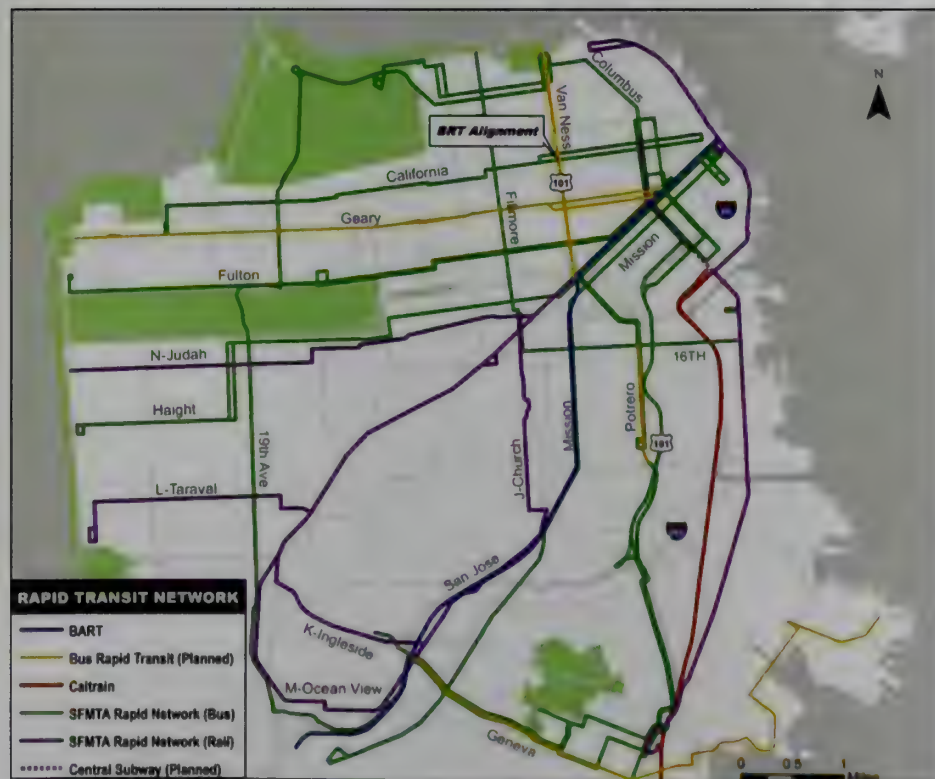 N
Columbus
Van Ness
BRT Alignment
101
California
Fillmore
Geary
Mission
Fulton
N-Judah
16TH
Haight
19th Ave
J-Church
Mission
Potrero
101
L-Taraval
San Jose
K-Ingleside
M-Ocean View
Geneva
RAPID TRANSIT NETWORK
BART
Bus Rapid Transit (Planned)
Caltrain
SFMTA Rapid Network (Bus)
SFMTA Rapid Network (Rail)
Central Subway (Planned)
0 0.5 1